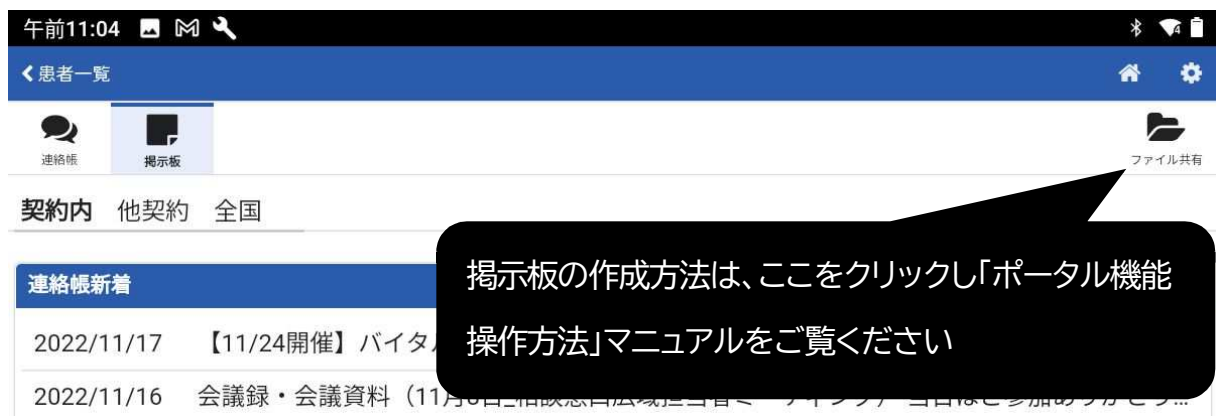 午前11:04
患者一覧
連絡帳
掲示板
ファイル共有
契約内 他契約 全国
掲示板の作成方法は、ここをクリックし「ポータル機能
操作方法」マニュアルをご覧ください
連絡帳新着
2022/11/17 【11/24開催】バイタ
2022/11/16 会議録・会議資料（11月